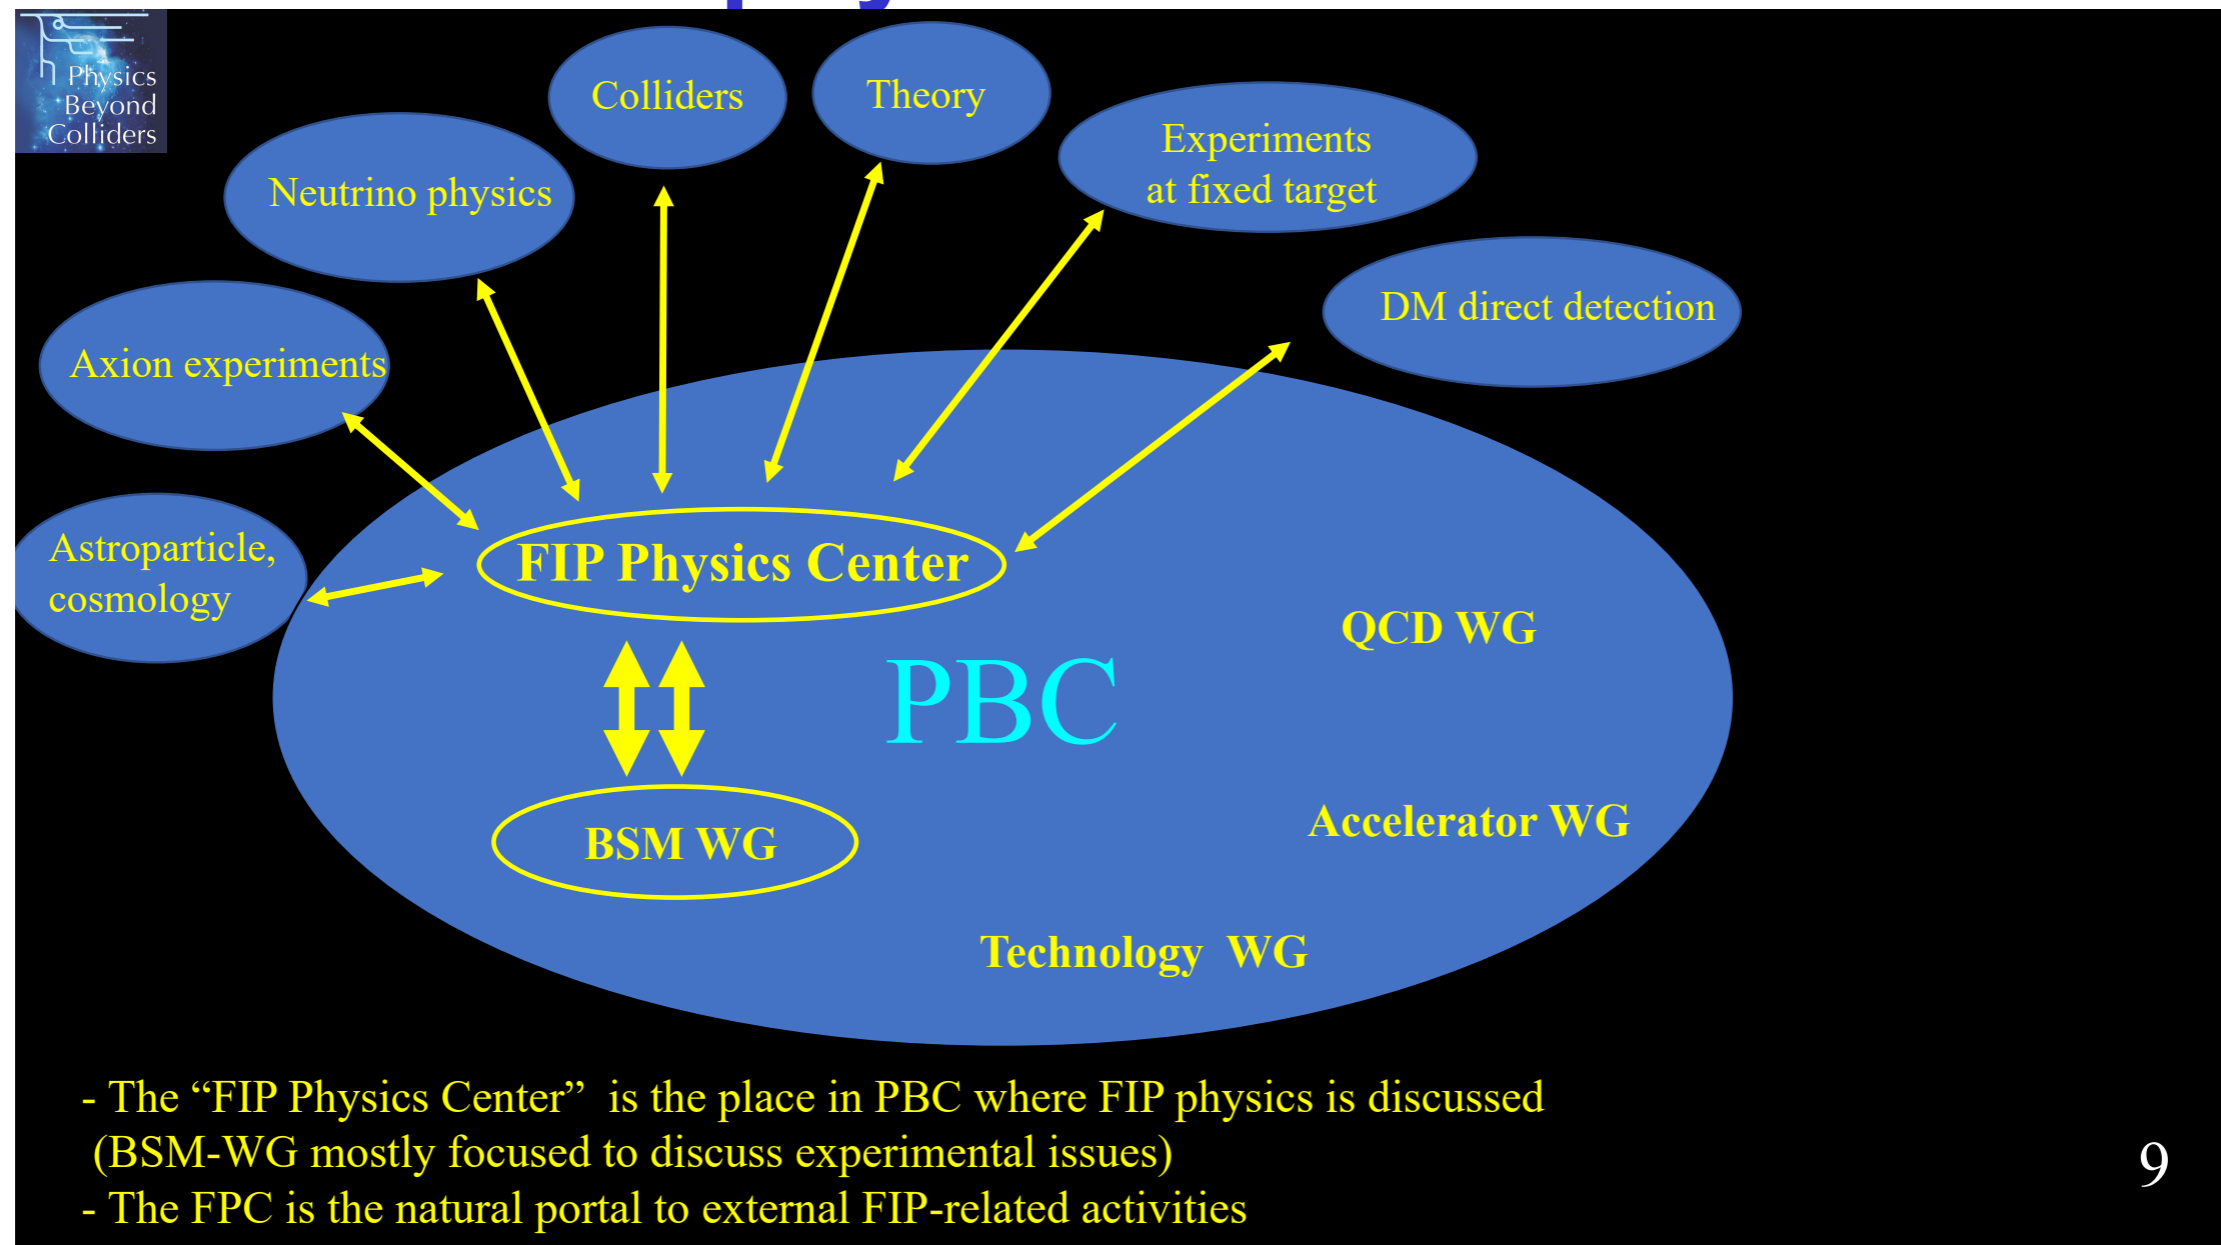 Physics
Beyond
Colliders
Colliders
Theory
Experiments
at fixed target
Neutrino physics
DM direct detection
Axion experiments
Astroparticle,
cosmology
FIP Physics Center
QCD WG
PBC
Accelerator WG
BSM WG
Technology WG
- The “FIP Physics Center” is the place in PBC where FIP physics is discussed
(BSM-WG mostly focused to discuss experimental issues)
- The FPC is the natural portal to external FIP-related activities
9